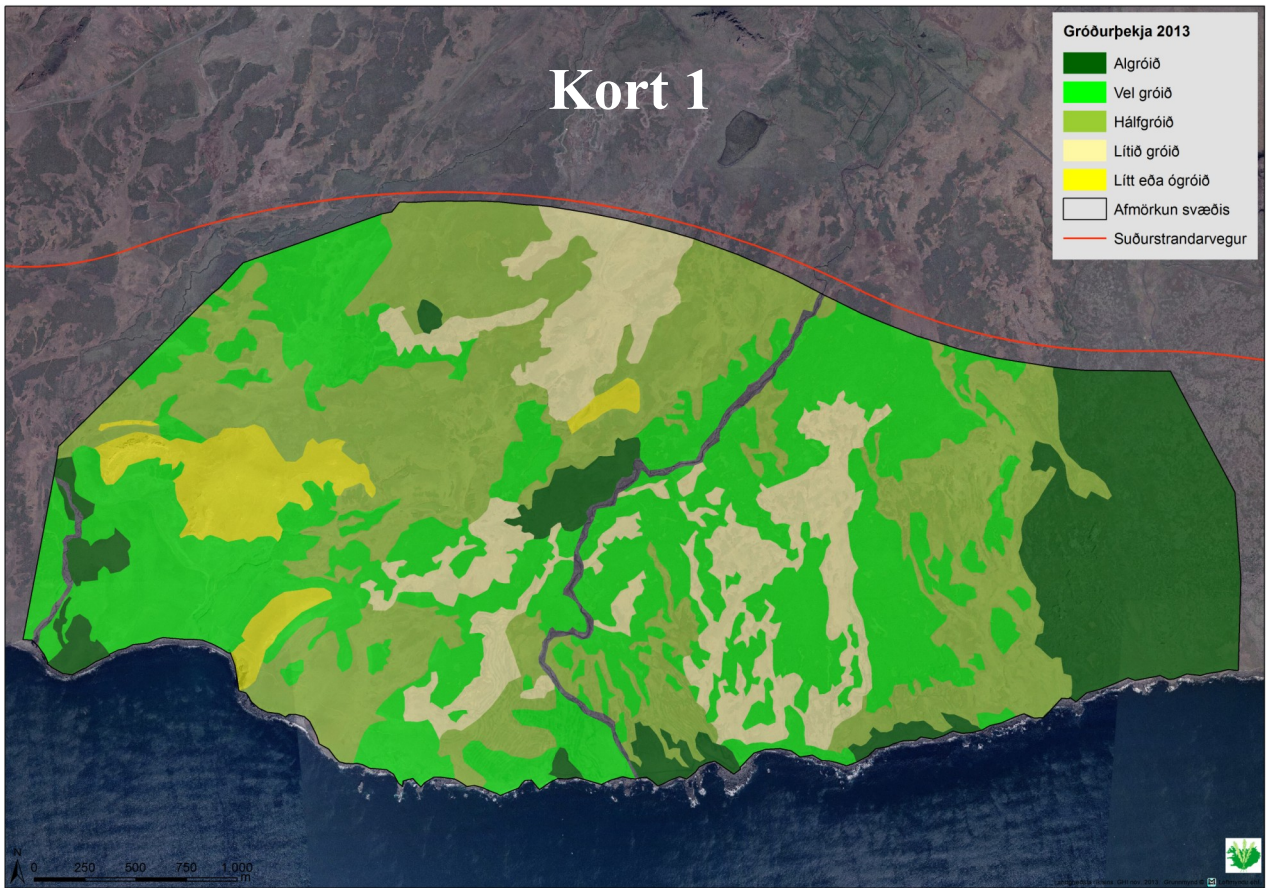 Kort 1
Gróðurþekja 2013
Algróið
Vel gróið
Hálfgróið
Lítið gróið
Lítt eða ógróið
Afmörkun svæðis
Suðurstrandarvegur
N
0 250 500 750 1.000
m